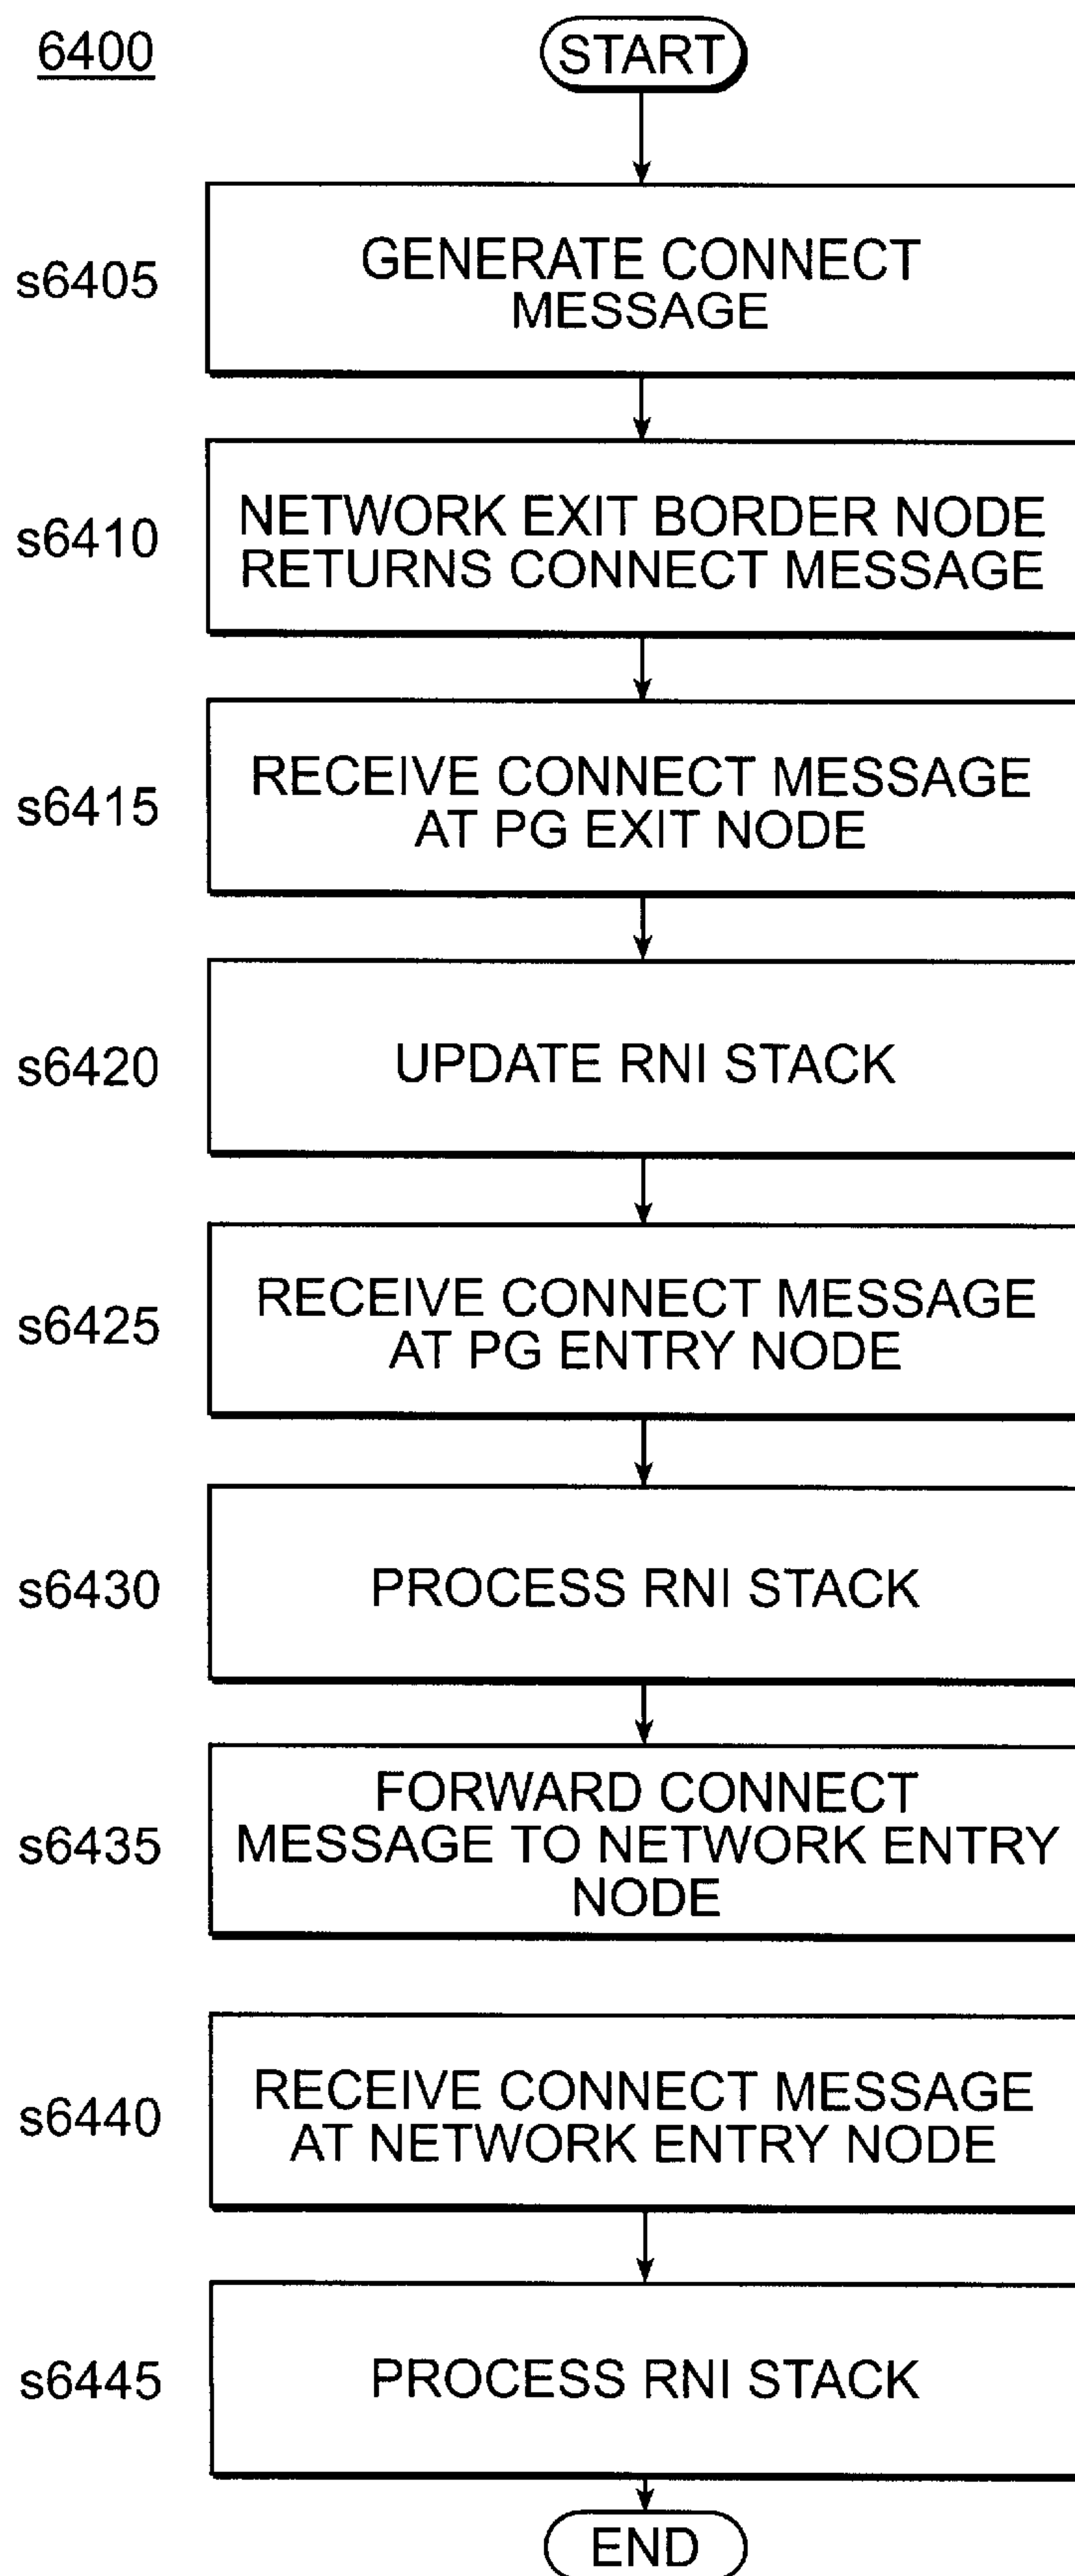 6400
START
s6405
GENERATE CONNECT
MESSAGE
s6410
NETWORK EXIT BORDER NODE
RETURNS CONNECT MESSAGE
s6415
RECEIVE CONNECT MESSAGE
AT PG EXIT NODE
s6420
UPDATE RNI STACK
s6425
RECEIVE CONNECT MESSAGE
AT PG ENTRY NODE
s6430
PROCESS RNI STACK
s6435
FORWARD CONNECT
MESSAGE TO NETWORK ENTRY
NODE
s6440
RECEIVE CONNECT MESSAGE
AT NETWORK ENTRY NODE
s6445
PROCESS RNI STACK
END